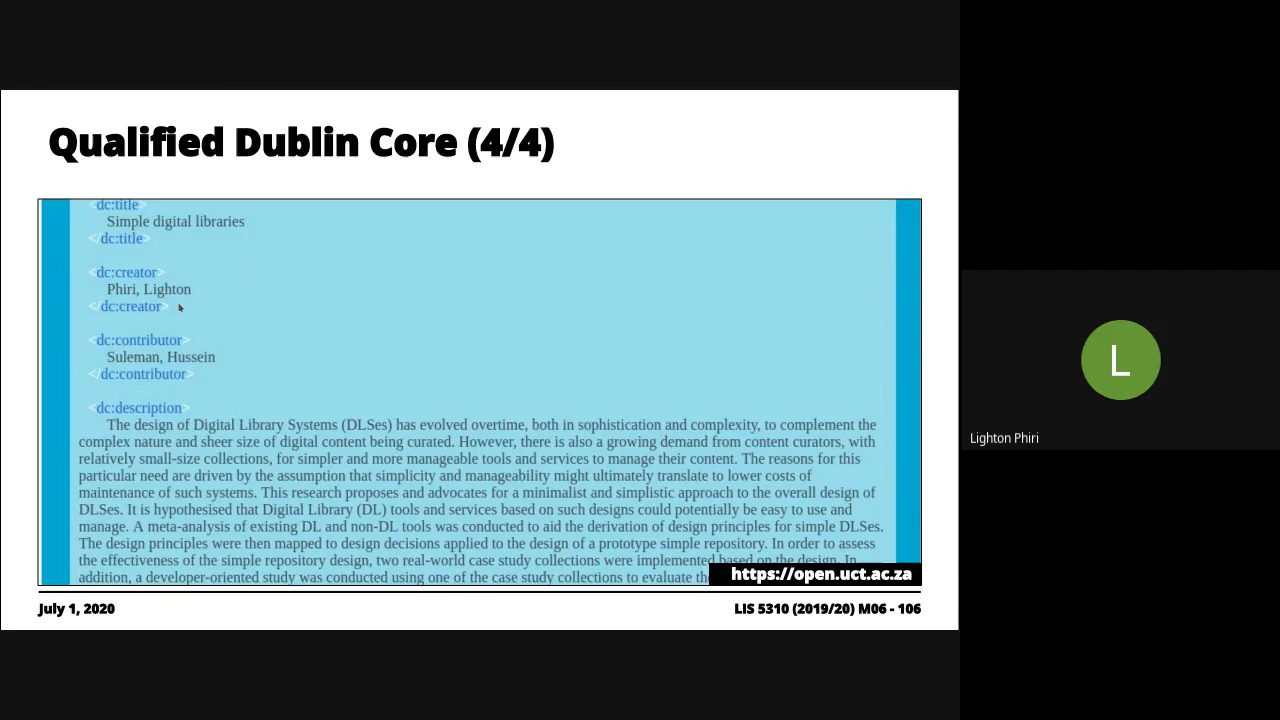 Qualified Dublin Core (4/4)
<dc:title>
Simple digital libraries
</dc:title>
<dc:creator>
Phiri, Lighton
</dc:creator>
<dc:contributor>
Suleman, Hussein
</dc:contributor>
<dc:description>
The design of Digital Library Systems (DLSes) has evolved overtime, both in sophistication and complexity, to complement the
complex nature and sheer size of digital content being curated. However, there is also a growing demand from content curators, with
relatively small-size collections, for simpler and more manageable tools and services to manage their content. The reasons for this
particular need are driven by the assumption that simplicity and manageability might ultimately translate to lower costs of
maintenance of such systems. This research proposes and advocates for a minimalist and simplistic approach to the overall design of
DLSes. It is hypothesised that Digital Library (DL) tools and services based on such designs could potentially be easy to use and
manage. A meta-analysis of existing DL and non-DL tools was conducted to aid the derivation of design principles for simple DLSes.
The design principles were then mapped to design decisions applied to the design of a prototype simple repository. In order to assess
the effectiveness of the simple repository design, two real-world case study collections were implemented based on the design. In
addition, a developer-oriented study was conducted using one of the case study collections to evaluate
https://open.uct.ac.za
July 1, 2020
LIS 5310 (2019/20) M06 - 106
L
Lighton Phiri